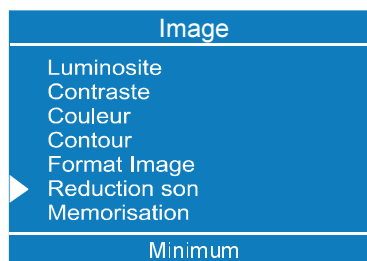 Image
Luminosite
Contraste
Couleur
Contour
Format Image
Reduction son
Memorisation
Minimum